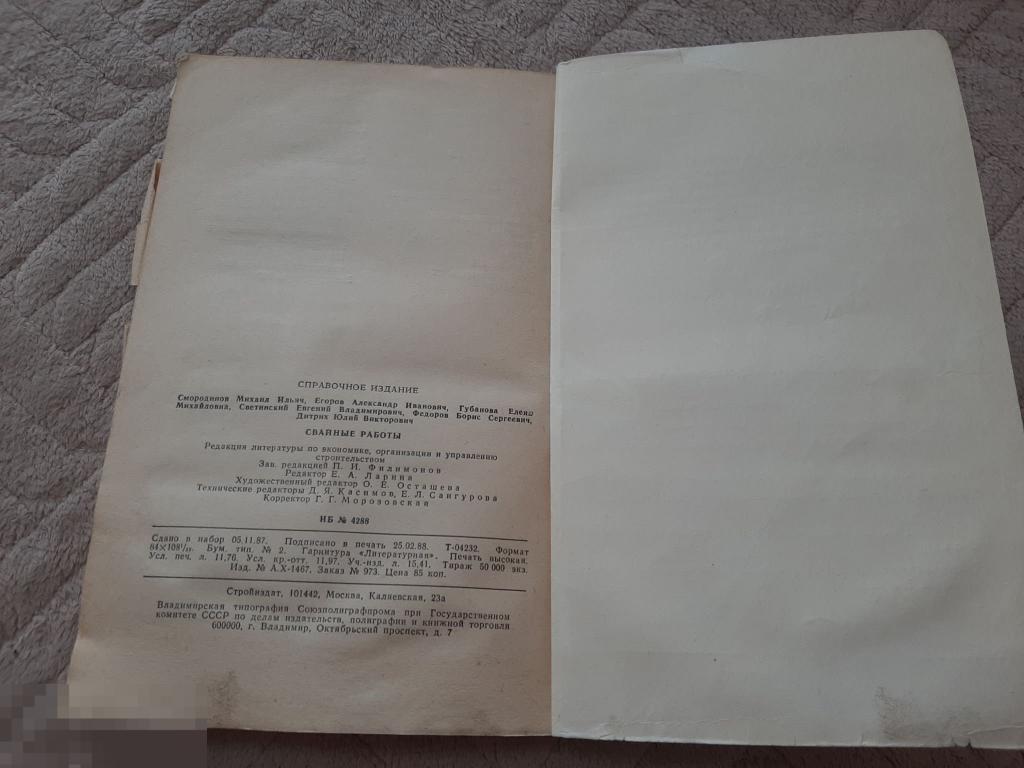 СПРАВОЧНОЕ ИЗДАНИЕ
Смородинов Михаил Ильич, Егоров Александр Иванович, Губанова Елена
Михайловна, Светинский Евгений Владимирович, Федоров Борис Сергеевич,
Дитрих Юлий Викторович
СВАЙНЫЕ РАБОТЫ
Редакция литературы по экономике, организации и управлению
строительством
Зав. редакцией П. И. Филимонов
Редактор Е. А. Ларина
Художественный редактор О. Е. Осташева
Технические редакторы Д. Я. Касимов, Е. Л. Сангурова
Корректор Г. Г. Морозовская
ИБ № 4288
Сдано в набор 05.11.87. Подписано в печать 25.02.88. Т-04232. Формат
84×108¹/₃₂. Бум. тип. № 2. Гарнитура «Литературная». Печать высокая.
Усл. печ. л. 11,76. Усл. кр.-отт. 11,97. Уч.-изд. л. 15,41. Тираж 50 000 экз.
Изд. № А.Х-1467. Заказ № 973. Цена 85 коп.
Стройиздат, 101442, Москва, Каляевская, 23а
Владимирская типография Союзполиграфпрома при Государственном
комитете СССР по делам издательств, полиграфии и книжной торговли
600000, г. Владимир, Октябрьский проспект, д. 7